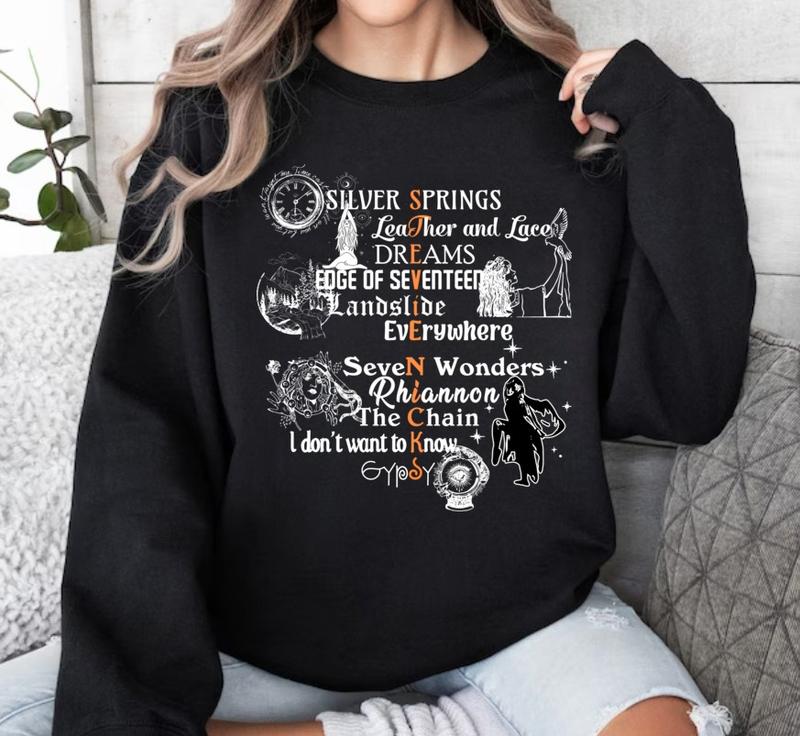 SILVER SPRINGS
LeaTher and Lace
DREAMS
EDGE OF SEVENTEEN
Landslide
EvErywhere
SeveN Wonders
Rhiannon
The Chain
I don't want to Know
GYPSY